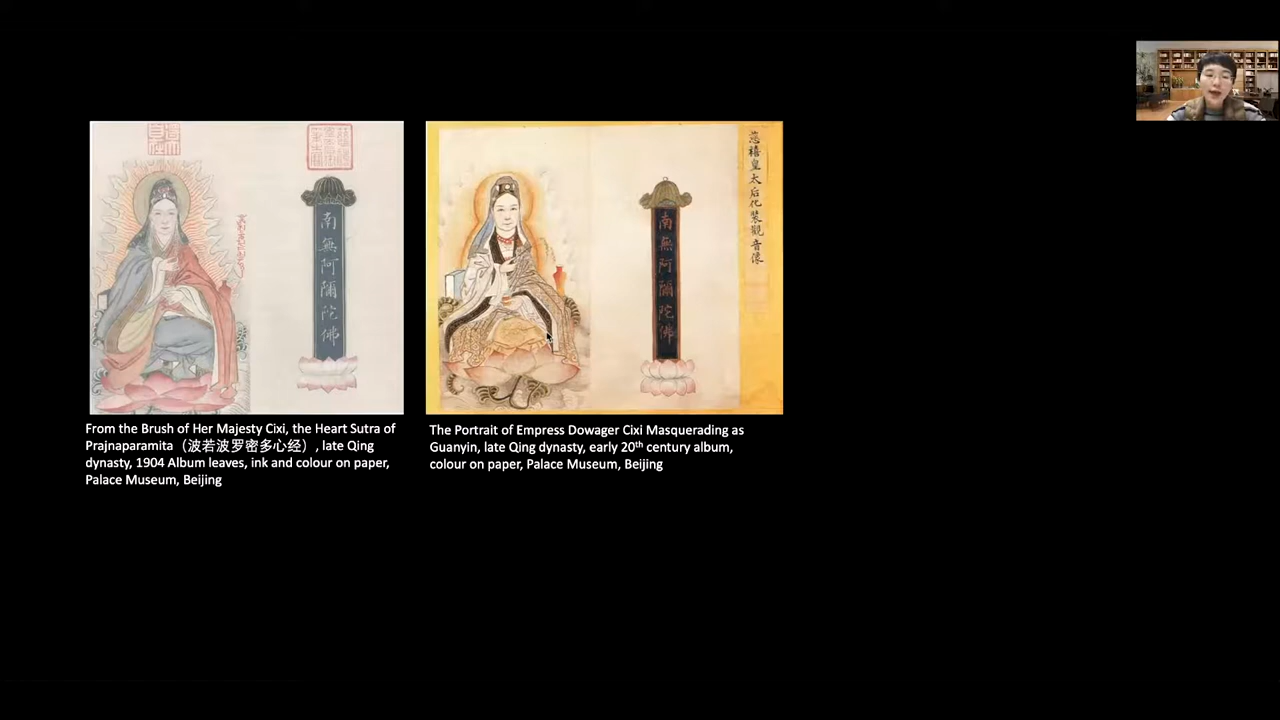 南無阿彌陀佛
From the Brush of Her Majesty Cixi, the Heart Sutra of
Prajnaparamita（波若波罗密多心经）, late Qing
dynasty, 1904 Album leaves, ink and colour on paper,
Palace Museum, Beijing
南無阿彌陀佛
慈禧皇太后化裝觀音像
The Portrait of Empress Dowager Cixi Masquerading as
Guanyin, late Qing dynasty, early 20th century album,
colour on paper, Palace Museum, Beijing